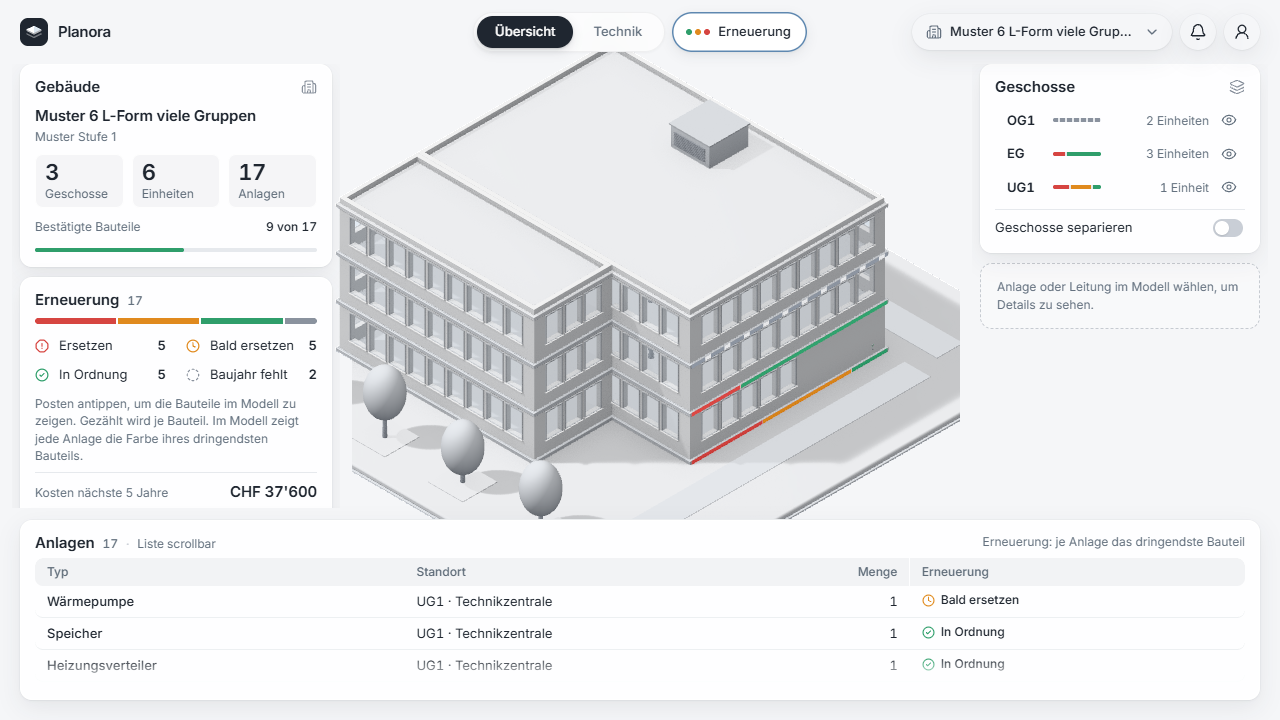 Planora
Übersicht
Technik
Erneuerung
Muster 6 L-Form viele Grup...
Gebäude
Muster 6 L-Form viele Gruppen
Muster Stufe 1
3 Geschosse
6 Einheiten
17 Anlagen
Bestätigte Bauteile 9 von 17
Erneuerung 17
Ersetzen 5
Bald ersetzen 5
In Ordnung 5
Baujahr fehlt 2
Posten antippen, um die Bauteile im Modell zu
zeigen. Gezählt wird je Bauteil. Im Modell zeigt
jede Anlage die Farbe ihres dringendsten
Bauteils.
Kosten nächste 5 Jahre CHF 37'600
Geschosse
OG1 2 Einheiten
EG 3 Einheiten
UG1 1 Einheit
Geschosse separieren
Anlage oder Leitung im Modell wählen, um
Details zu sehen.
Anlagen 17 · Liste scrollbar
Erneuerung: je Anlage das dringendste Bauteil
Typ Standort Menge Erneuerung
Wärmepumpe UG1 · Technikzentrale 1 Bald ersetzen
Speicher UG1 · Technikzentrale 1 In Ordnung
Heizungsverteiler UG1 · Technikzentrale 1 In Ordnung